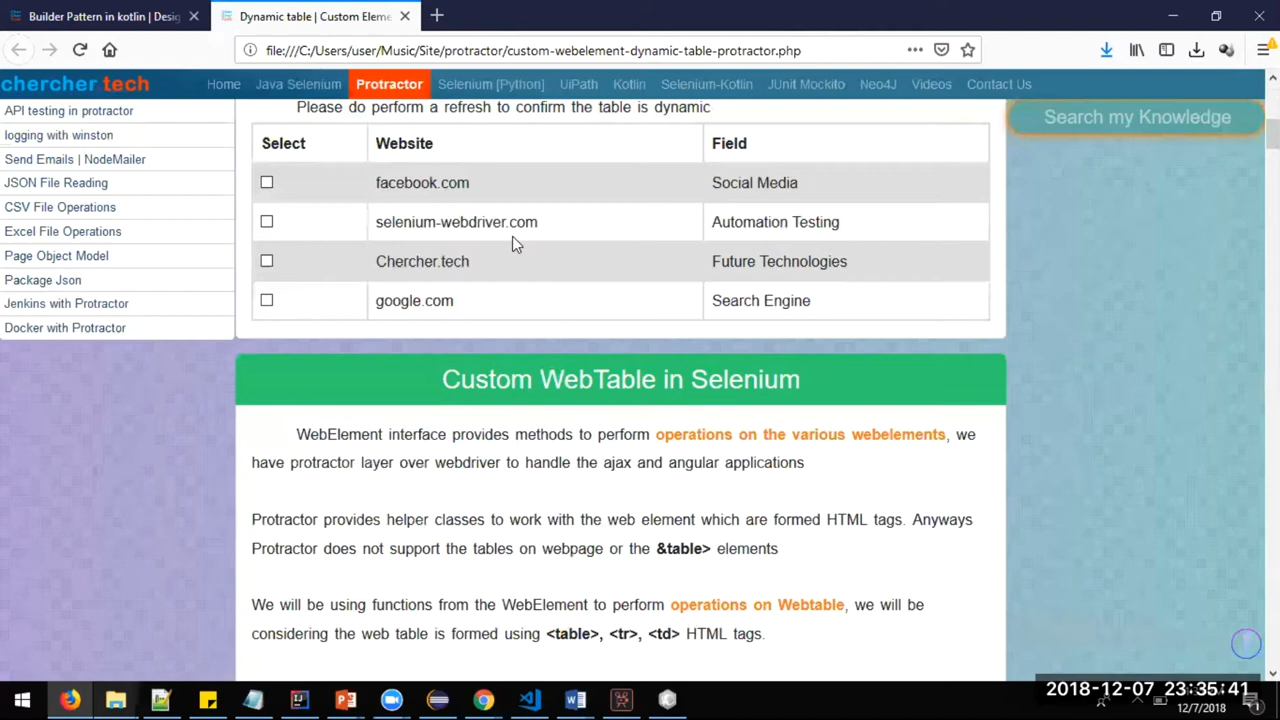 Builder Pattern in kotlin | Desig
Dynamic table | Custom Eleme
file:///C:/Users/user/Music/Site/protractor/custom-webelement-dynamic-table-protractor.php
chercher.tech
Home Java Selenium Protractor Selenium [Python] UiPath Kotlin Selenium-Kotlin JUnit Mockito Neo4J Videos Contact Us
API testing in protractor
logging with winston
Send Emails | NodeMailer
JSON File Reading
CSV File Operations
Excel File Operations
Page Object Model
Package Json
Jenkins with Protractor
Docker with Protractor
Please do perform a refresh to confirm the table is dynamic
Select Website Field
facebook.com Social Media
selenium-webdriver.com Automation Testing
Chercher.tech Future Technologies
google.com Search Engine
Search my Knowledge
Custom WebTable in Selenium
WebElement interface provides methods to perform operations on the various webelements, we
have protractor layer over webdriver to handle the ajax and angular applications
Protractor provides helper classes to work with the web element which are formed HTML tags. Anyways
Protractor does not support the tables on webpage or the &table> elements
We will be using functions from the WebElement to perform operations on Webtable, we will be
considering the web table is formed using <table>, <tr>, <td> HTML tags.
2018-12-07 23:35:41
12/7/2018